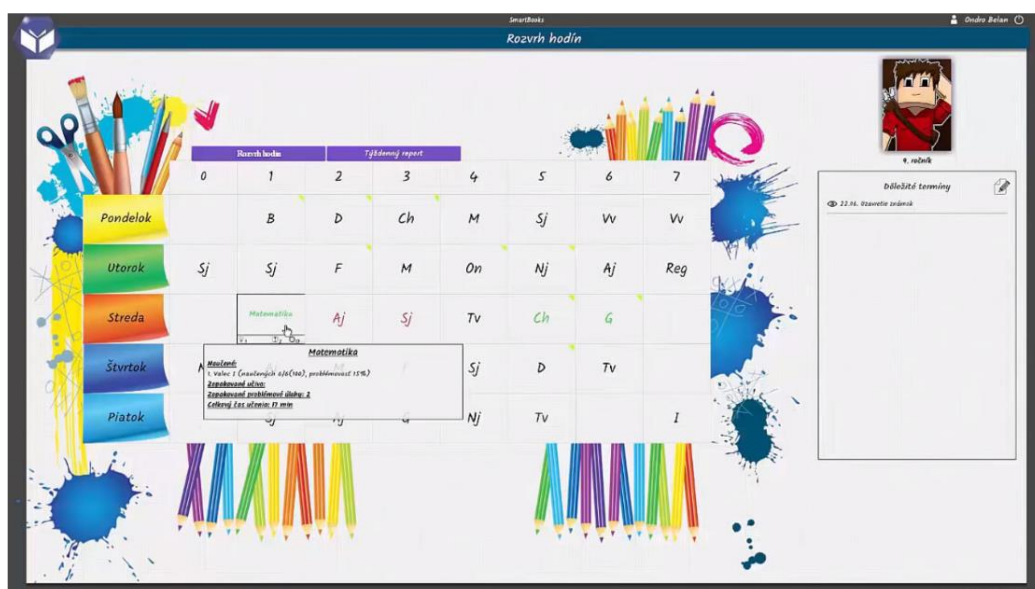 SmartBooks
Ondro Belan
Rozvrh hodín
9. ročník
Rozvrh hodín Týždenný report
0 1 2 3 4 5 6 7
Pondelok B D Ch M Sj Vv Vv
Utorok Sj Sj F M On Nj Aj Reg
Streda Matematika Aj Sj Tv Ch G
Štvrtok Sj D Tv
Piatok Nj Tv I
Matematika
Naučené:
1. Valec I (naučených 6/6(100), problémovosť 15%)
Zopakované učivo:
Zopakované problémové úlohy: 2
Celkový čas učenia: 17 min
Dôležité termíny
22.06. Uzavretie známok